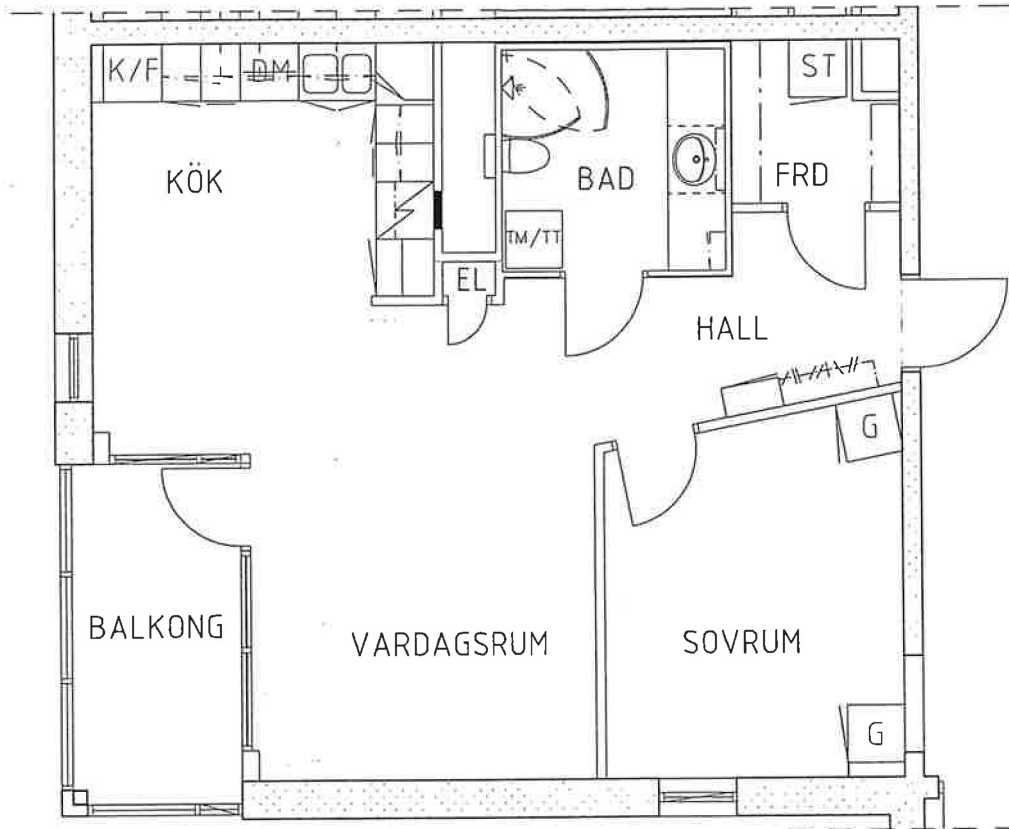 K/F
DM
ST
KÖK
BAD
FRD
TM/TT
EL
HALL
G
BALKONG
VARDAGSRUM
SOVRUM
G